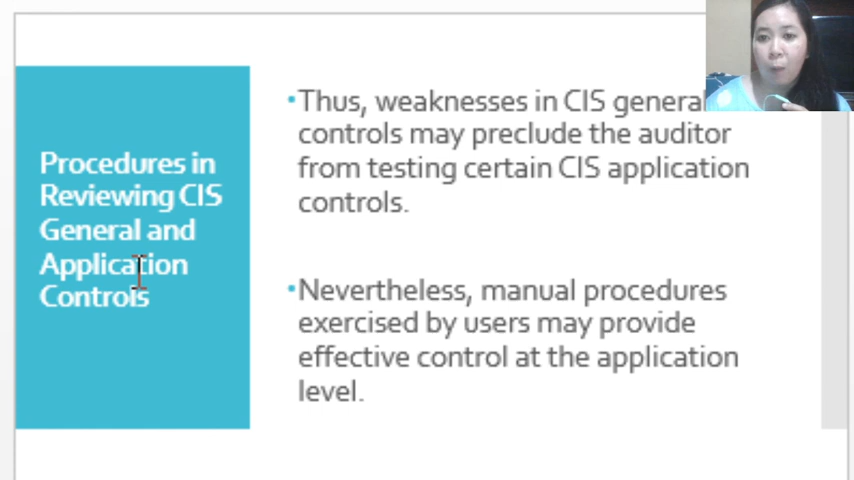 Procedures in
Reviewing CIS
General and
Application
Controls
•Thus, weaknesses in CIS general
controls may preclude the auditor
from testing certain CIS application
controls.
•Nevertheless, manual procedures
exercised by users may provide
effective control at the application
level.